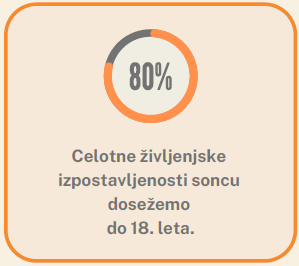 80%
Celotne življenjske
izpostavljenosti soncu
dosežemo
do 18. leta.